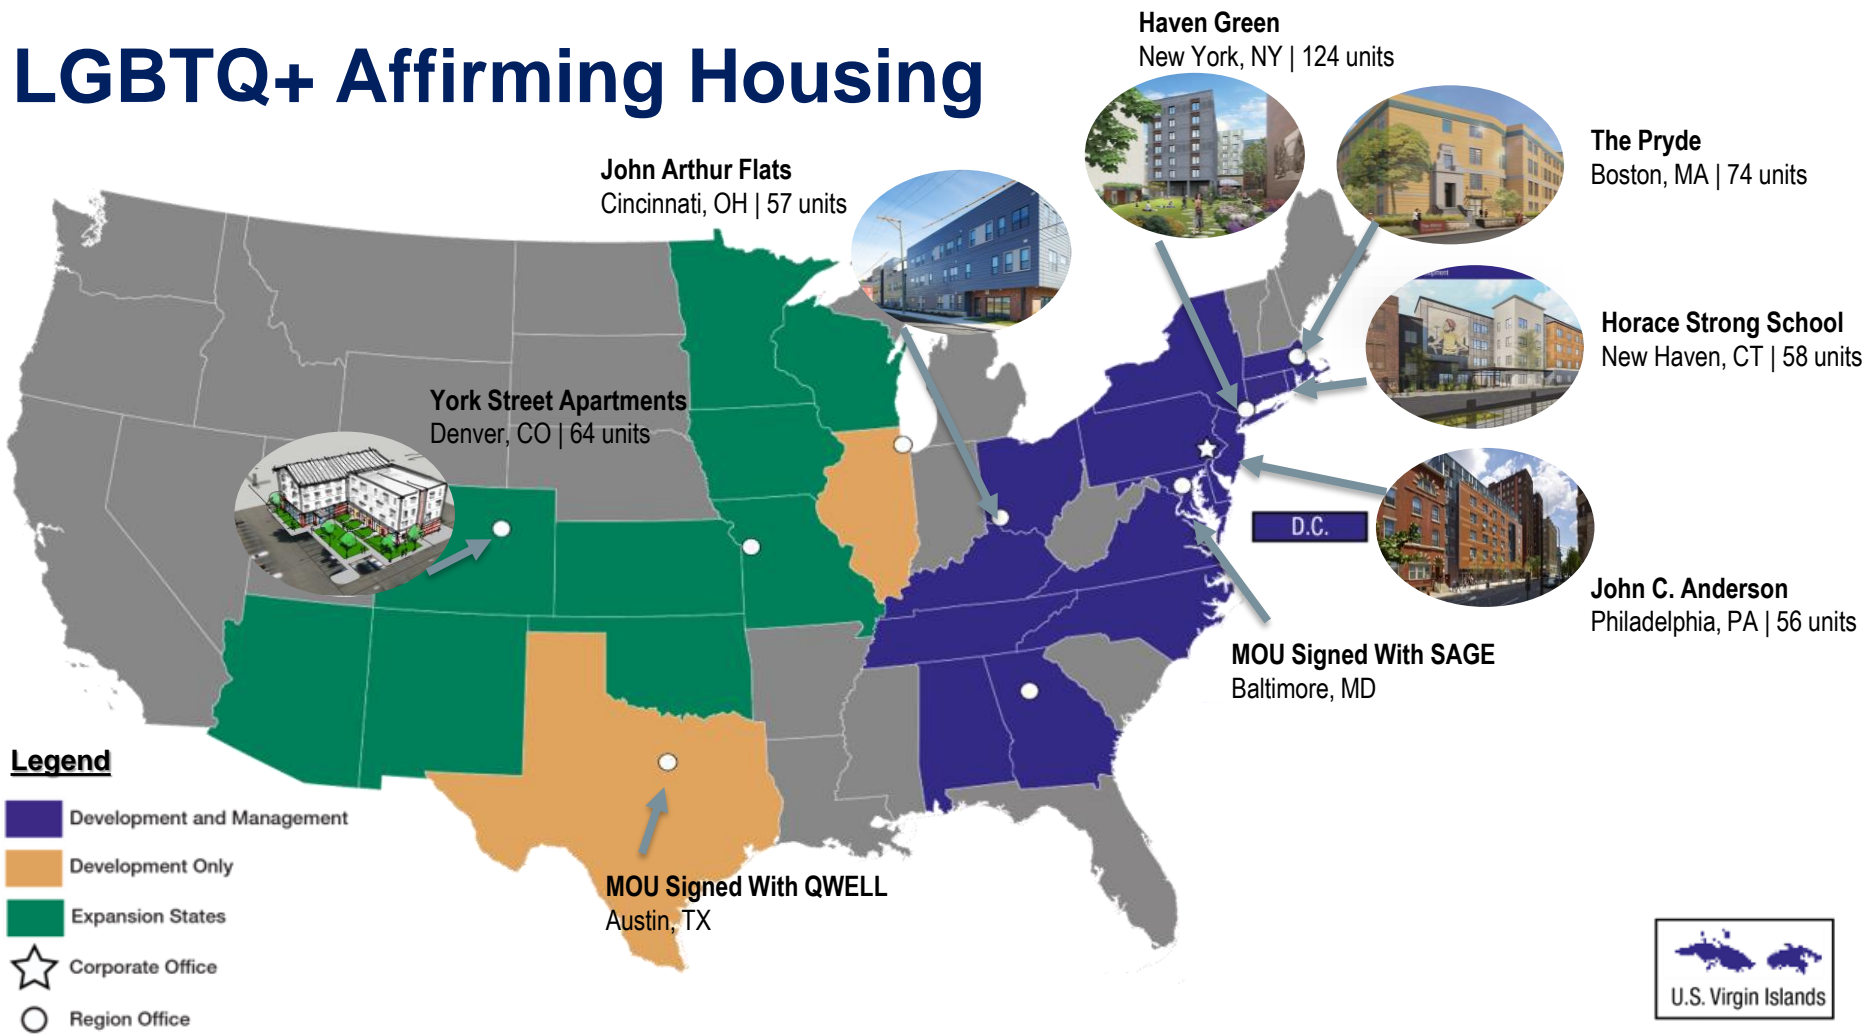 LGBTQ+ Affirming Housing
Haven Green
New York, NY | 124 units
The Pryde
Boston, MA | 74 units
John Arthur Flats
Cincinnati, OH | 57 units
Horace Strong School
New Haven, CT | 58 units
York Street Apartments
Denver, CO | 64 units
D.C.
John C. Anderson
Philadelphia, PA | 56 units
MOU Signed With SAGE
Baltimore, MD
MOU Signed With QWELL
Austin, TX
Legend
Development and Management
Development Only
Expansion States
Corporate Office
Region Office
U.S. Virgin Islands